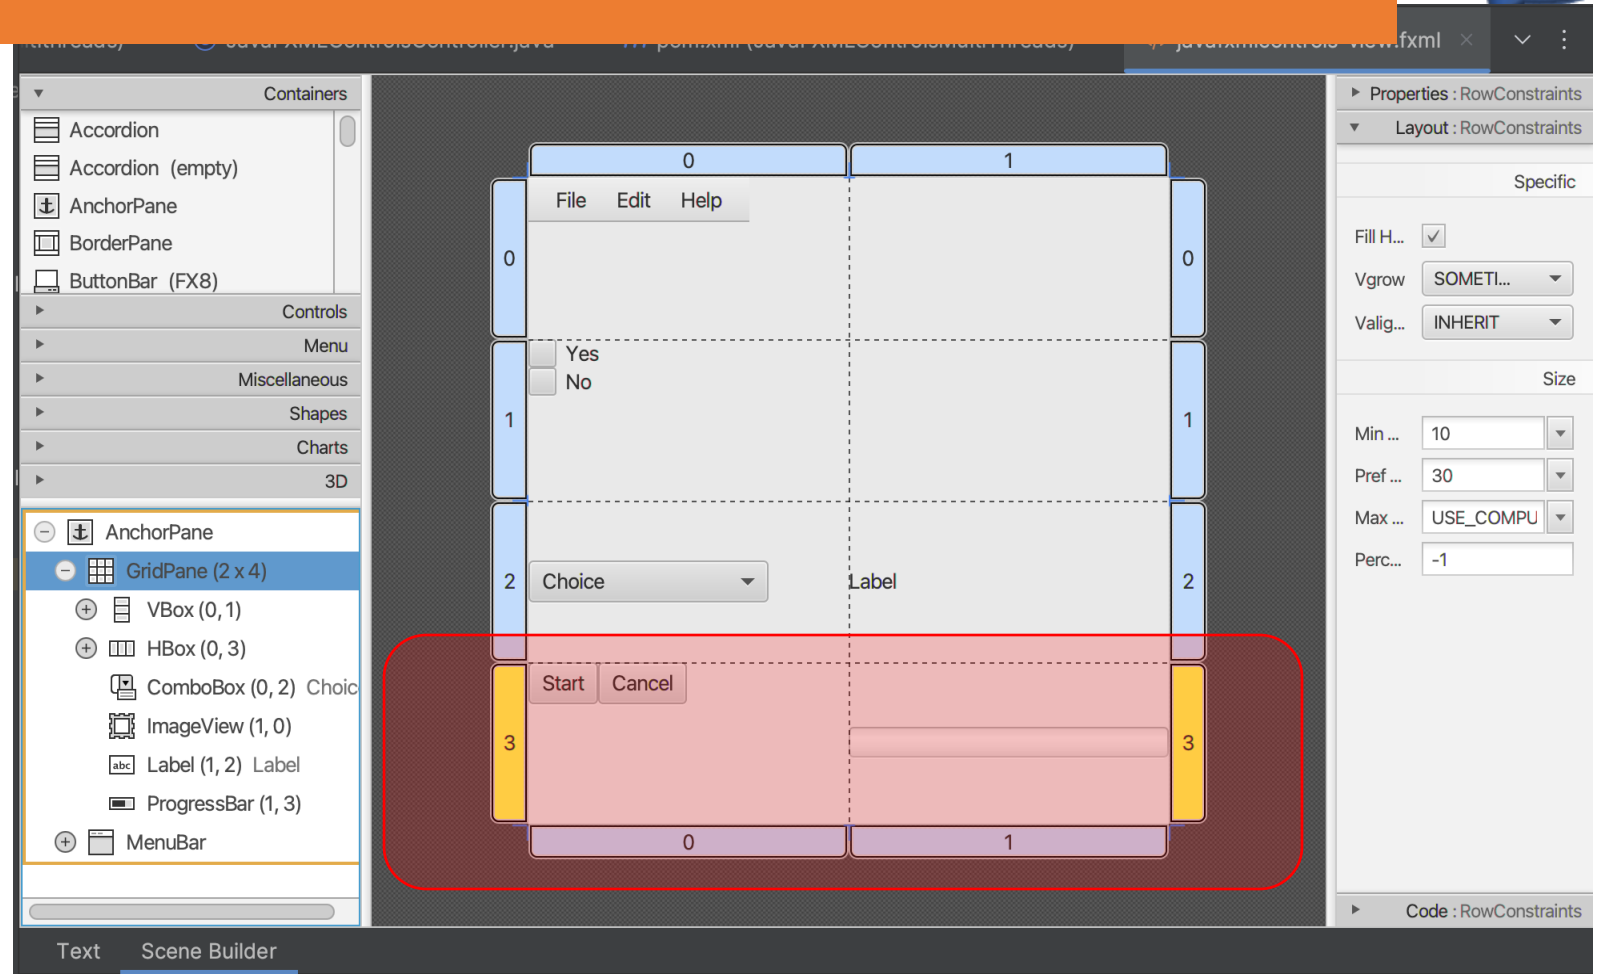 view.fxml
Containers
Accordion
Accordion (empty)
AnchorPane
BorderPane
ButtonBar (FX8)
Controls
Menu
Miscellaneous
Shapes
Charts
3D
AnchorPane
GridPane (2 x 4)
VBox (0, 1)
HBox (0, 3)
ComboBox (0, 2) Choic
ImageView (1, 0)
abc Label (1, 2) Label
ProgressBar (1, 3)
MenuBar
0 1
File Edit Help
0 0
Yes
No
1 1
2 Choice Label 2
Start Cancel
3 3
0 1
Properties : RowConstraints
Layout : RowConstraints
Specific
Fill H...
Vgrow SOMETI...
Valig... INHERIT
Size
Min ... 10
Pref ... 30
Max ... USE_COMPU
Perc... -1
Code : RowConstraints
Text Scene Builder